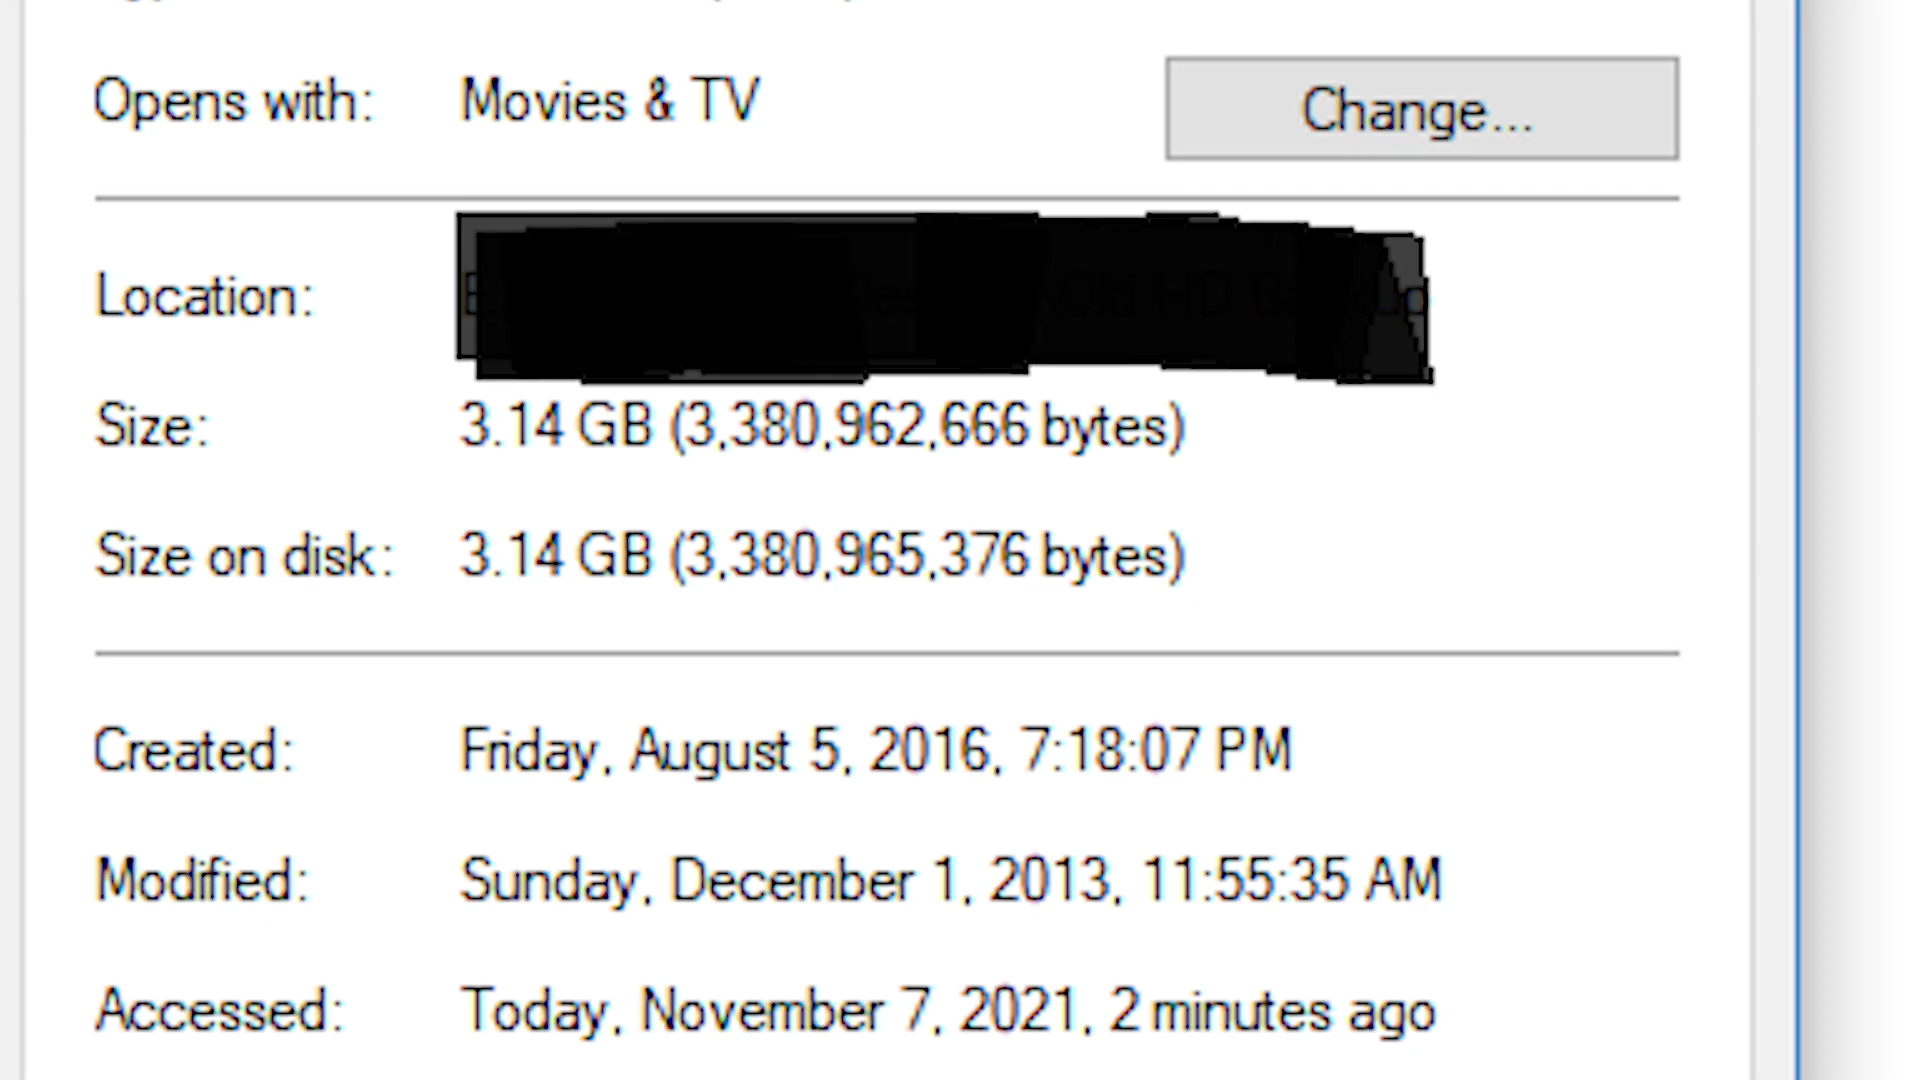 Opens with: Movies & TV Change...
Location: Old HD
Size: 3.14 GB (3,380,962,666 bytes)
Size on disk: 3.14 GB (3,380,965,376 bytes)
Created: Friday, August 5, 2016, 7:18:07 PM
Modified: Sunday, December 1, 2013, 11:55:35 AM
Accessed: Today, November 7, 2021, 2 minutes ago